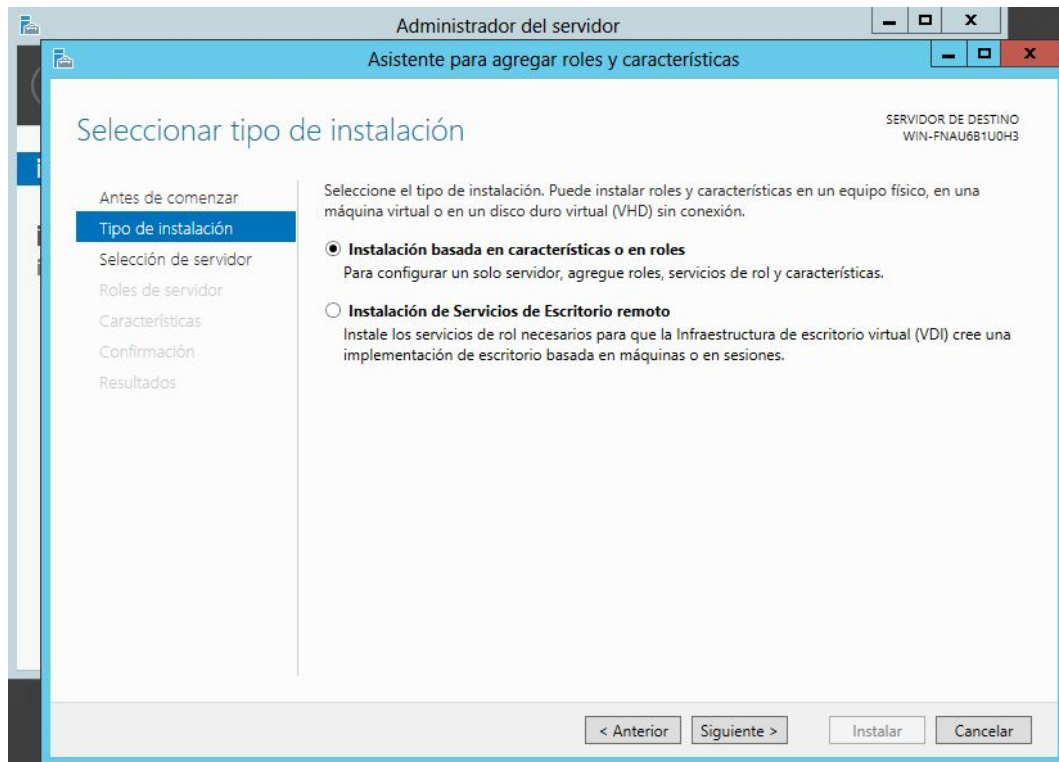 Administrador del servidor
Asistente para agregar roles y características
Seleccionar tipo de instalación
SERVIDOR DE DESTINO
WIN-FNAU6B1U0H3
Antes de comenzar
Tipo de instalación
Selección de servidor
Roles de servidor
Características
Confirmación
Resultados
Seleccione el tipo de instalación. Puede instalar roles y características en un equipo físico, en una
máquina virtual o en un disco duro virtual (VHD) sin conexión.
Instalación basada en características o en roles
Para configurar un solo servidor, agregue roles, servicios de rol y características.
Instalación de Servicios de Escritorio remoto
Instale los servicios de rol necesarios para que la Infraestructura de escritorio virtual (VDI) cree una
implementación de escritorio basada en máquinas o en sesiones.
< Anterior
Siguiente >
Instalar
Cancelar